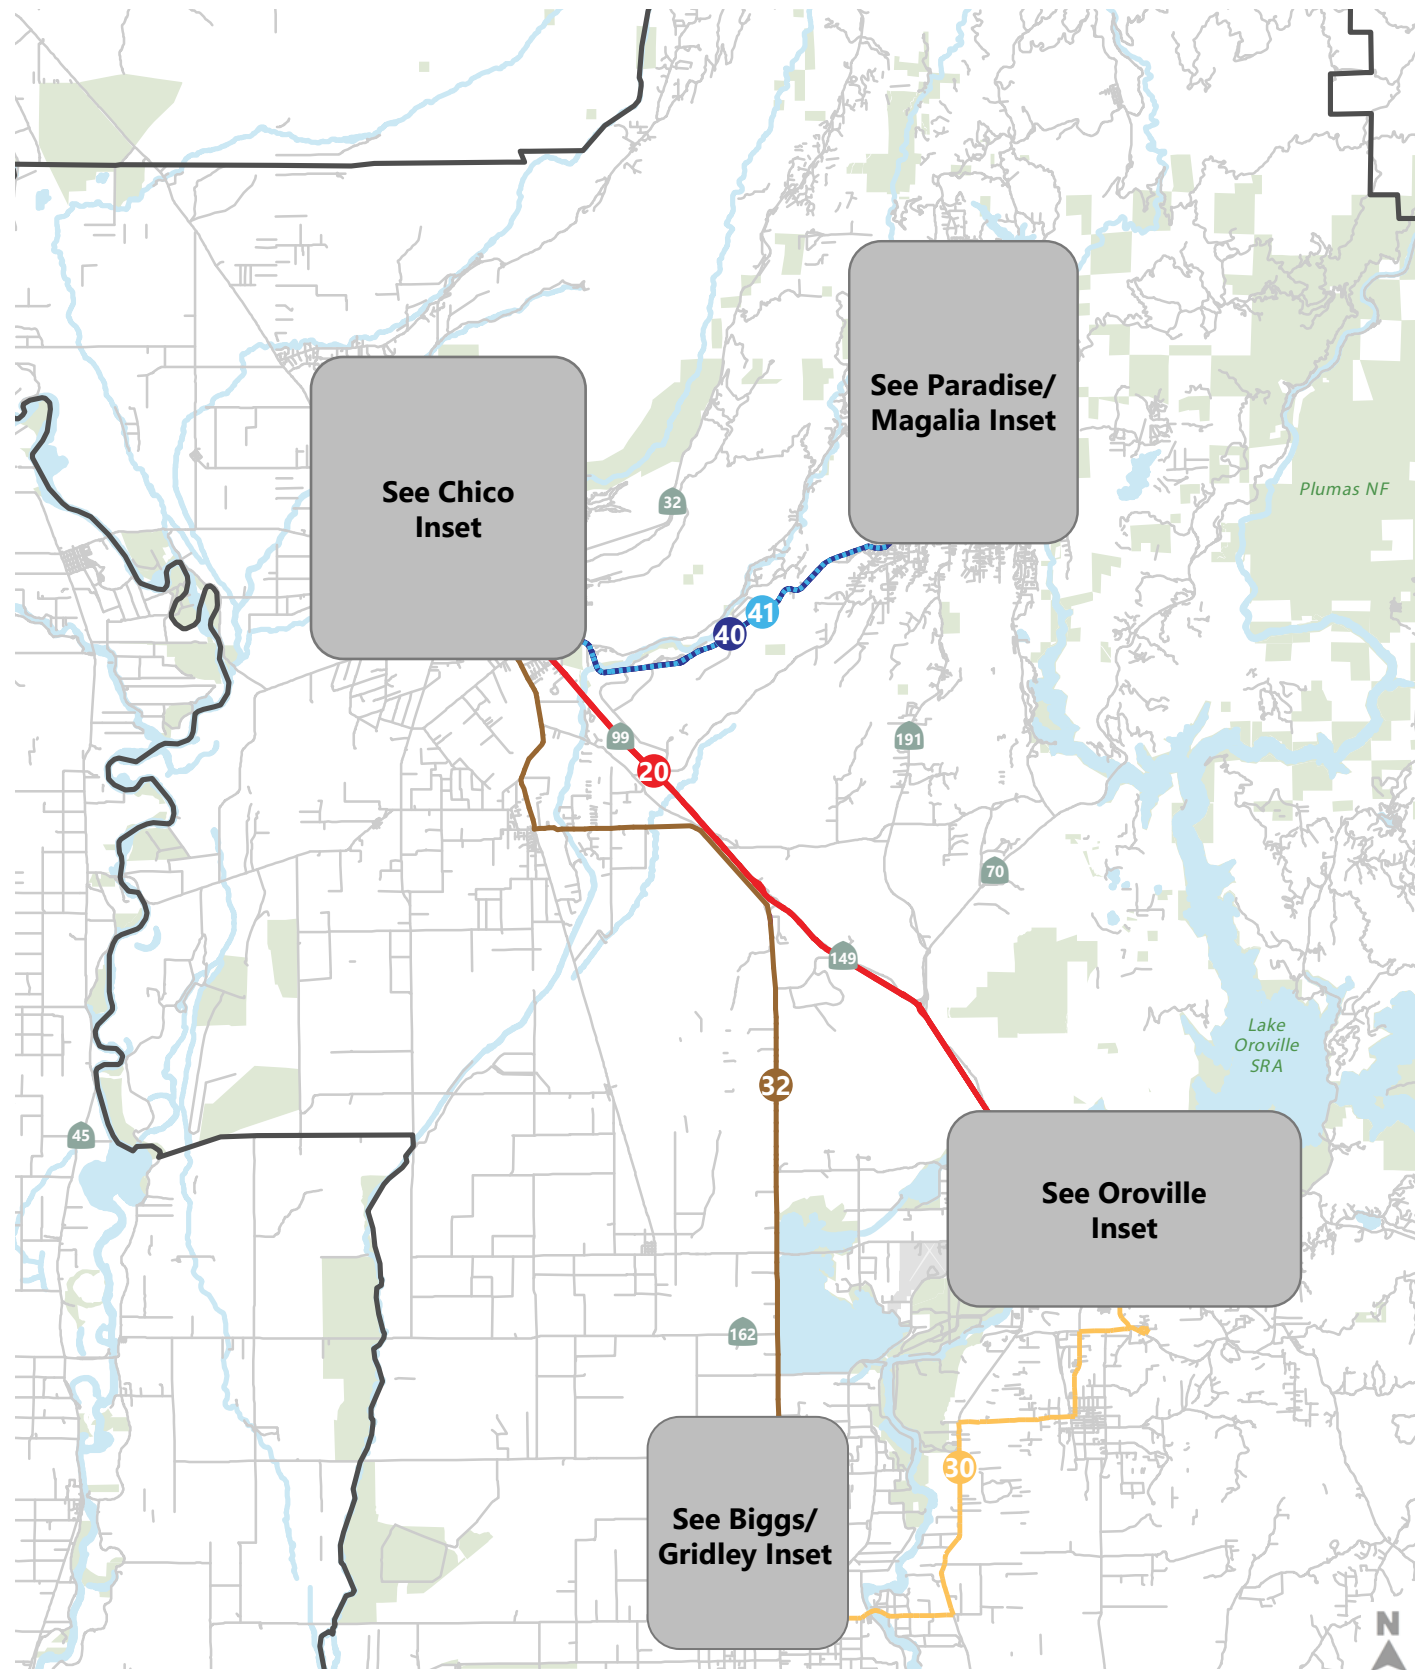 See Paradise/
Magalia Inset
See Chico
Inset
Plumas NF
32
41
40
99
191
20
70
149
Lake
Oroville
SRA
32
45
See Oroville
Inset
162
30
See Biggs/
Gridley Inset
N